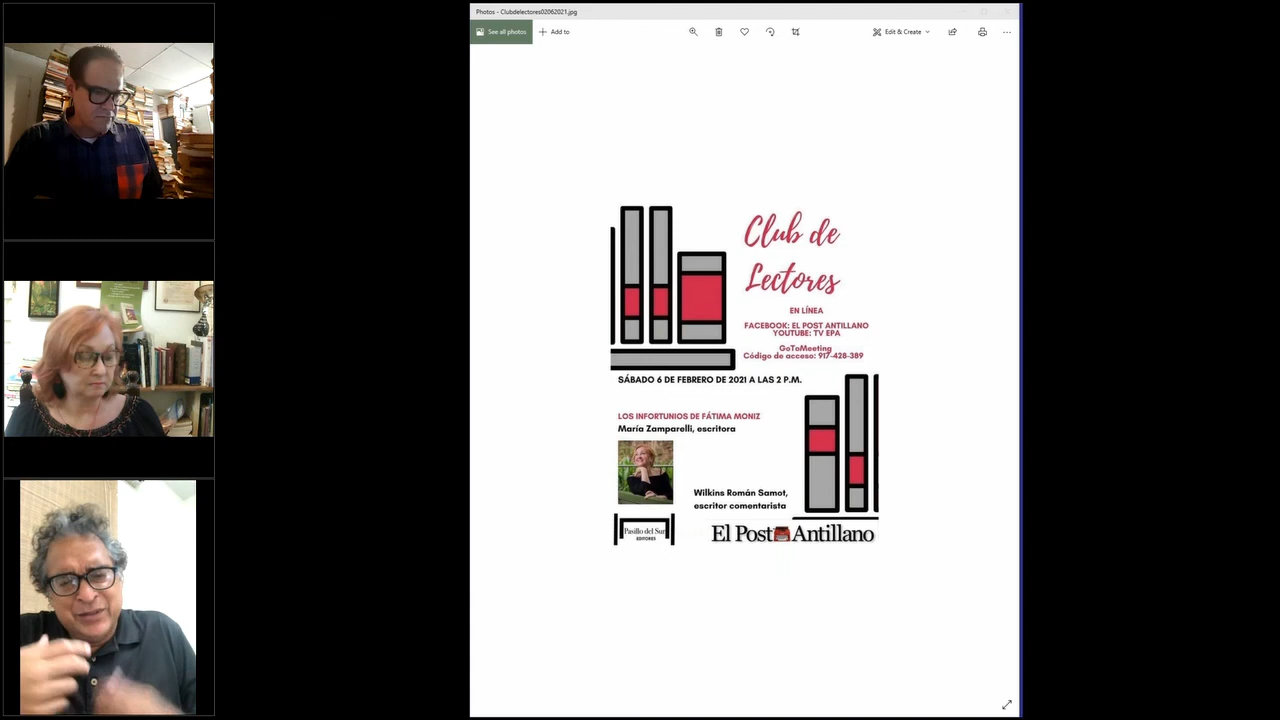 Photos - Clubdelectores02062021.jpg
See all photos
Add to
Edit & Create
Club de
Lectores
EN LÍNEA
FACEBOOK: EL POST ANTILLANO
YOUTUBE: TV EPA
GoToMeeting
Código de acceso: 917-428-389
SÁBADO 6 DE FEBRERO DE 2021 A LAS 2 P.M.
LOS INFORTUNIOS DE FÁTIMA MONIZ
María Zamparelli, escritora
Wilkins Román Samot,
escritor comentarista
Pasillo del Sur
EDITORES
El Post Antillano